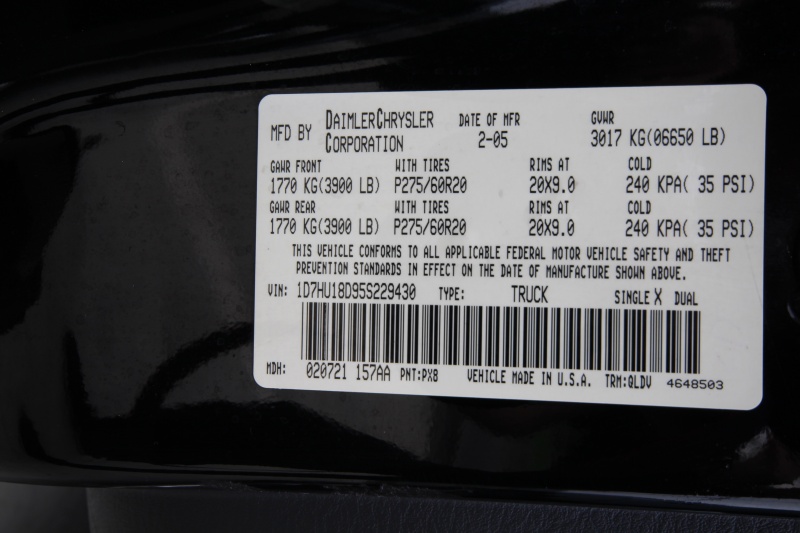 MFD BY DAIMLERCHRYSLER CORPORATION DATE OF MFR 2-05 GVWR 3017 KG(06650 LB)
GAWR FRONT WITH TIRES RIMS AT COLD
1770 KG(3900 LB) P275/60R20 20X9.0 240 KPA( 35 PSI)
GAWR REAR WITH TIRES RIMS AT COLD
1770 KG(3900 LB) P275/60R20 20X9.0 240 KPA( 35 PSI)
THIS VEHICLE CONFORMS TO ALL APPLICABLE FEDERAL MOTOR VEHICLE SAFETY AND THEFT
PREVENTION STANDARDS IN EFFECT ON THE DATE OF MANUFACTURE SHOWN ABOVE.
VIN: 1D7HU18D95S229430 TYPE: TRUCK SINGLE X DUAL
MDH: 020721 157AA PNT:PX8 VEHICLE MADE IN U.S.A. TRM:QLDV 4648503